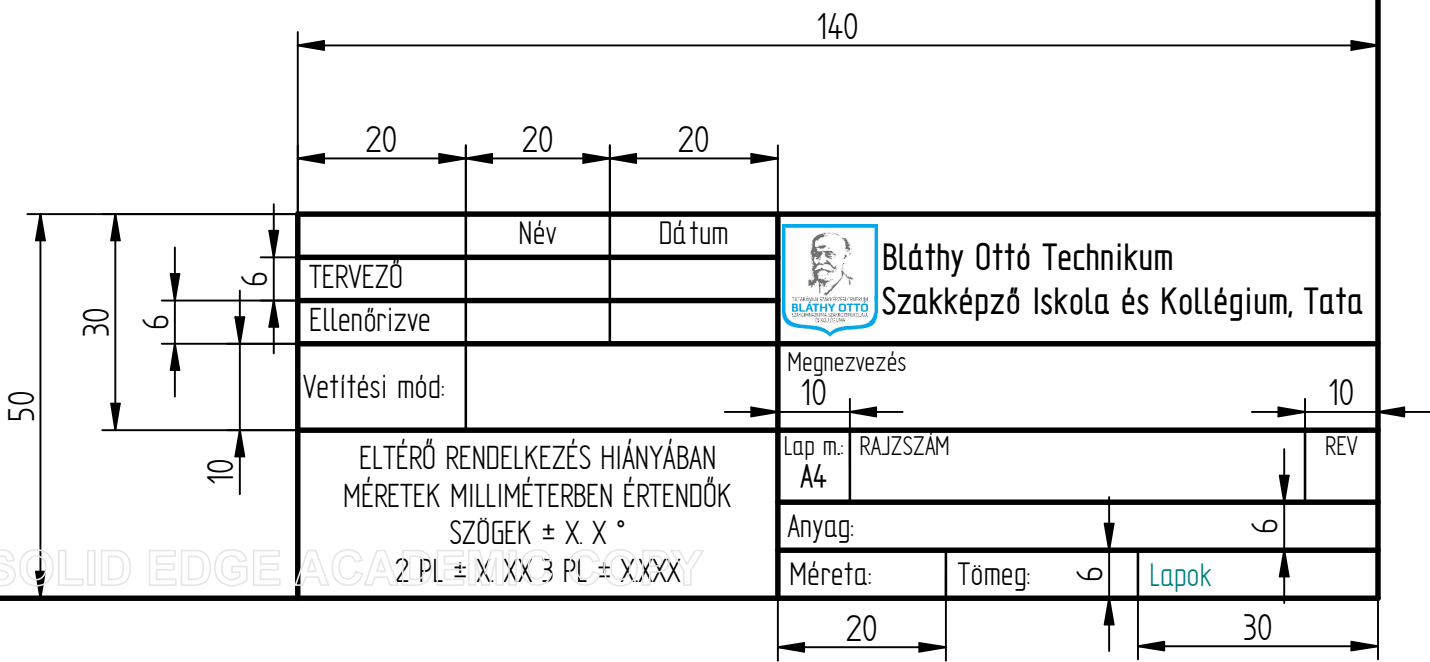 140
20
20
20
Név
Dátum
Bláthy Ottó Technikum
Szakképző Iskola és Kollégium, Tata
BLÁTHY OTTÓ
6
TERVEZŐ
30
6
Ellenőrizve
50
Vetítési mód:
Megnezvezés
10
10
10
ELTÉRŐ RENDELKEZÉS HIÁNYÁBAN
MÉRETEK MILLIMÉTERBEN ÉRTENDŐK
SZÖGEK ± X. X °
2 PL ± X. XX 3 PL ± X.XXX
SOLID EDGE ACADEMIC COPY
Lap m.:
A4
RAJZSZÁM
REV
Anyag:
6
Méreta:
Tömeg:
6
Lapok
20
30